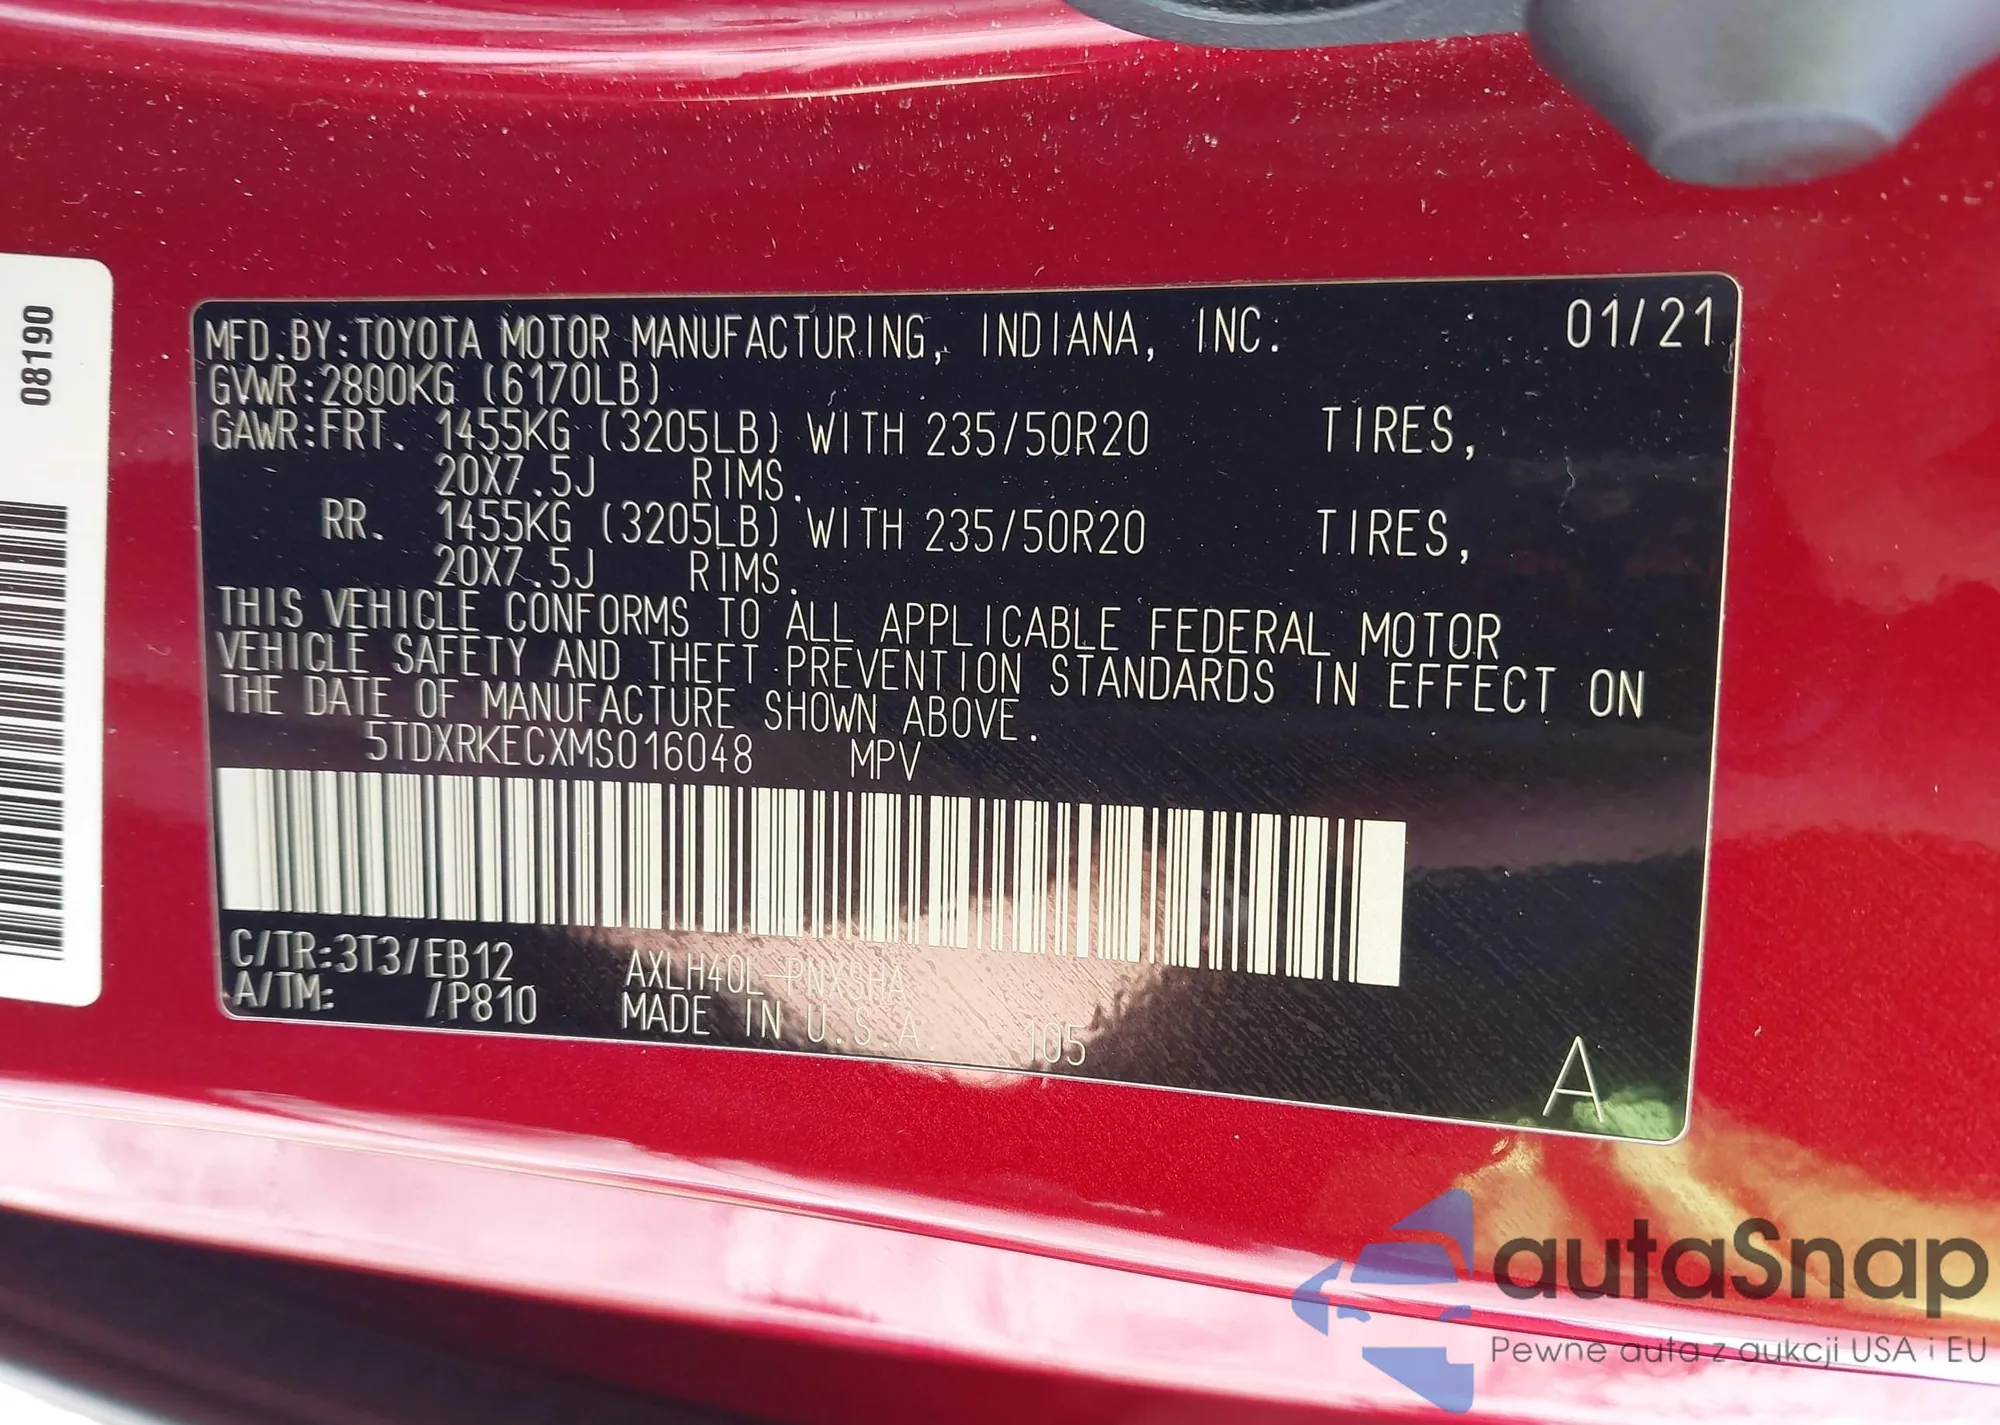 08190
MFD.BY:TOYOTA MOTOR MANUFACTURING, INDIANA, INC. 01/21
GVWR:2800KG (6170LB)
GAWR:FRT. 1455KG (3205LB) WITH 235/50R20 TIRES,
20X7.5J RIMS.
RR. 1455KG (3205LB) WITH 235/50R20 TIRES,
20X7.5J RIMS.
THIS VEHICLE CONFORMS TO ALL APPLICABLE FEDERAL MOTOR
VEHICLE SAFETY AND THEFT PREVENTION STANDARDS IN EFFECT ON
THE DATE OF MANUFACTURE SHOWN ABOVE.
5TDXRKECXMS016048 MPV
C/TR:3T3/EB12 AXLH40L-PNXSHA
A/TM: /P810 MADE IN U.S.A. 105
A
autaSnap
Pewne auta z aukcji USA i EU